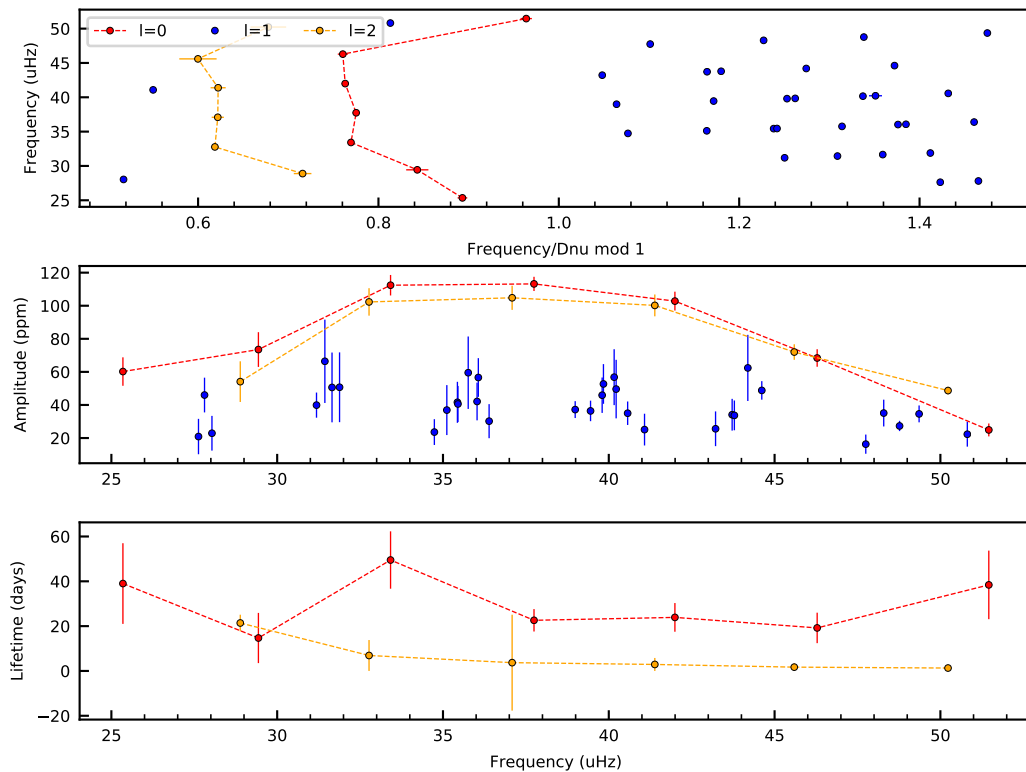 l=0 l=1 l=2
50
45
40
35
30
25
Frequency (uHz)
0.6 0.8 1.0 1.2 1.4
Frequency/Dnu mod 1
120
100
80
60
40
20
Amplitude (ppm)
25 30 35 40 45 50
60
40
20
0
−20
Lifetime (days)
25 30 35 40 45 50
Frequency (uHz)